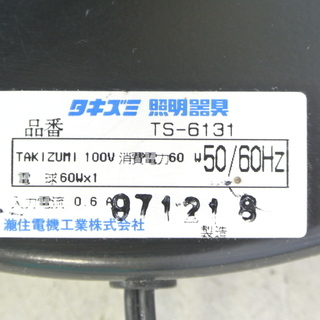 タキズミ 照明器具
品番 TS-6131
TAKIZUMI 100V 消費電力60 W 50/60Hz
電 球60W×1
入力電流 0.6 A
971218
瀧住電機工業株式会社 製造